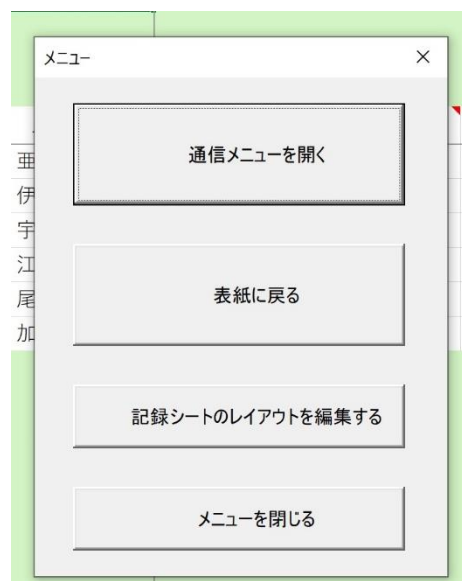 メニュー
通信メニューを開く
亜
伊
宇
表紙に戻る
江
尾
加
記録シートのレイアウトを編集する
メニューを閉じる